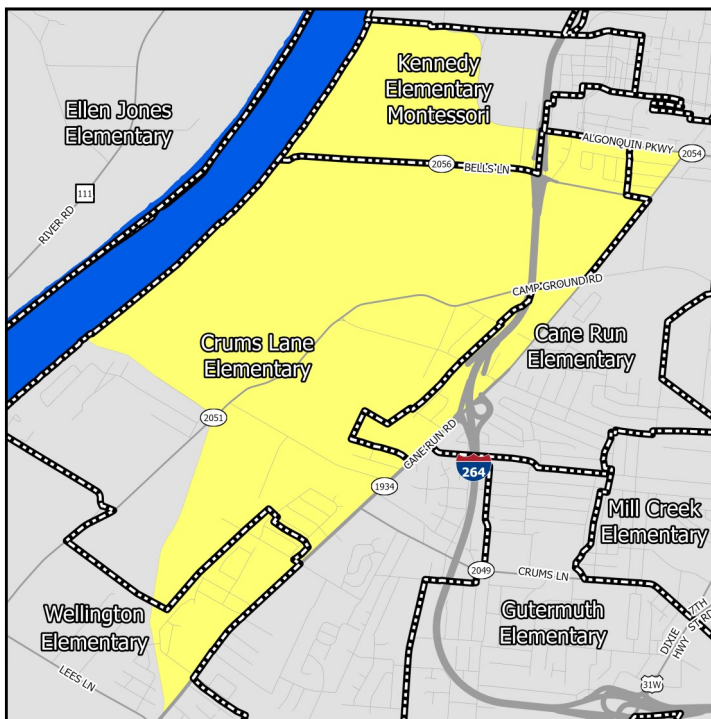 Kennedy
Elementary
Montessori
Ellen Jones
Elementary
ALGONQUIN PKWY
2054
2056
BELLS LN
111
RIVER RD
CAMP GROUND RD
Crums Lane
Elementary
Cane Run
Elementary
2051
CANE RUN RD
264
1934
Mill Creek
Elementary
2049
CRUMS LN
Wellington
Elementary
Gutermuth
Elementary
7TH
ST RD
DIXIE
HWY
LEES LN
31W